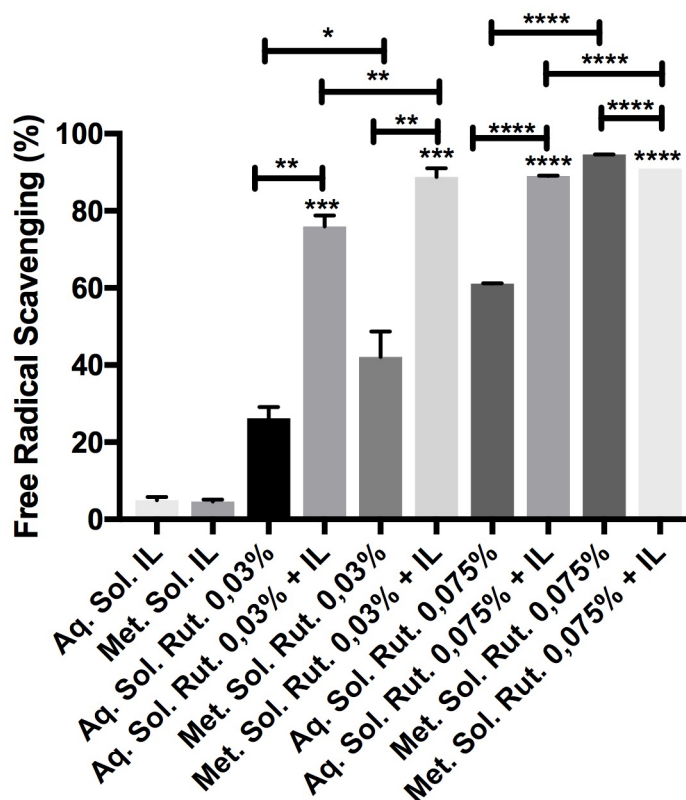 ****
*
****
**
****
**
****
100
***
****
****
**
80
***
60
40
20
0
Free Radical Scavenging (%)
Aq. Sol. IL
Met. Sol. IL
Aq. Sol. Rut. 0,03%
Aq. Sol. Rut. 0,03% + IL
Met. Sol. Rut. 0,03%
Met. Sol. Rut. 0,03% + IL
Aq. Sol. Rut. 0,075%
Aq. Sol. Rut. 0,075% + IL
Met. Sol. Rut. 0,075%
Met. Sol. Rut. 0,075% + IL